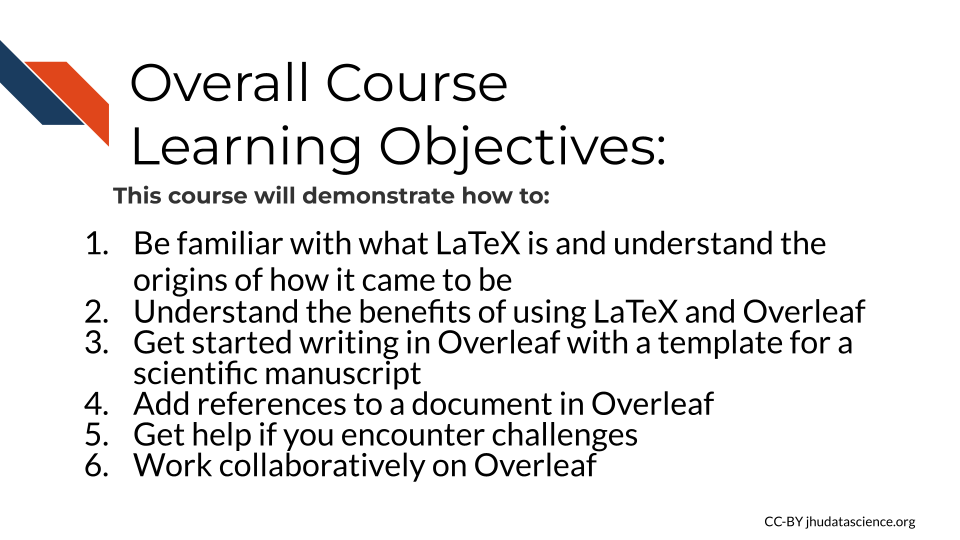 Overall Course
Learning Objectives:
This course will demonstrate how to:
1. Be familiar with what LaTeX is and understand the
origins of how it came to be
2. Understand the benefits of using LaTeX and Overleaf
3. Get started writing in Overleaf with a template for a
scientific manuscript
4. Add references to a document in Overleaf
5. Get help if you encounter challenges
6. Work collaboratively on Overleaf
CC-BY jhudatascience.org